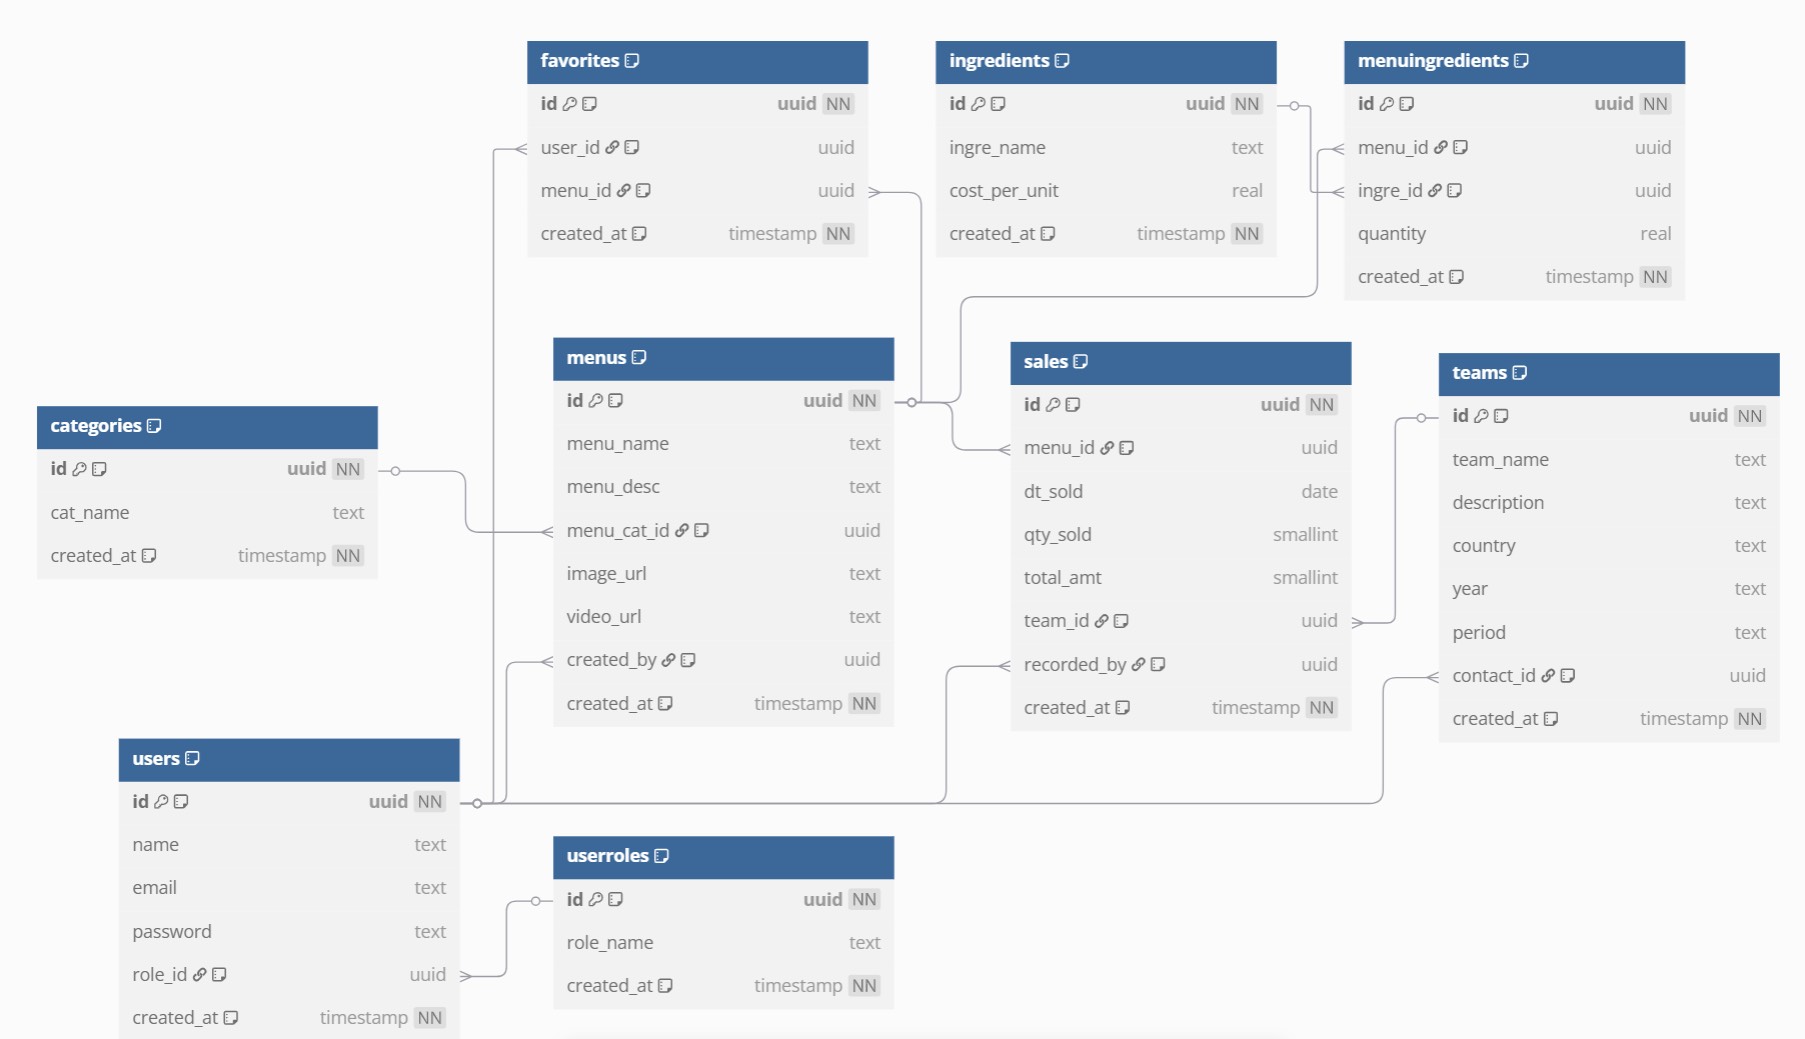 favorites
id uuid NN
user_id uuid
menu_id uuid
created_at timestamp NN
ingredients
id uuid NN
ingre_name text
cost_per_unit real
created_at timestamp NN
menuingredients
id uuid NN
menu_id uuid
ingre_id uuid
quantity real
created_at timestamp NN
categories
id uuid NN
cat_name text
created_at timestamp NN
menus
id uuid NN
menu_name text
menu_desc text
menu_cat_id uuid
image_url text
video_url text
created_by uuid
created_at timestamp NN
sales
id uuid NN
menu_id uuid
dt_sold date
qty_sold smallint
total_amt smallint
team_id uuid
recorded_by uuid
created_at timestamp NN
teams
id uuid NN
team_name text
description text
country text
year text
period text
contact_id uuid
created_at timestamp NN
users
id uuid NN
name text
email text
password text
role_id uuid
created_at timestamp NN
userroles
id uuid NN
role_name text
created_at timestamp NN